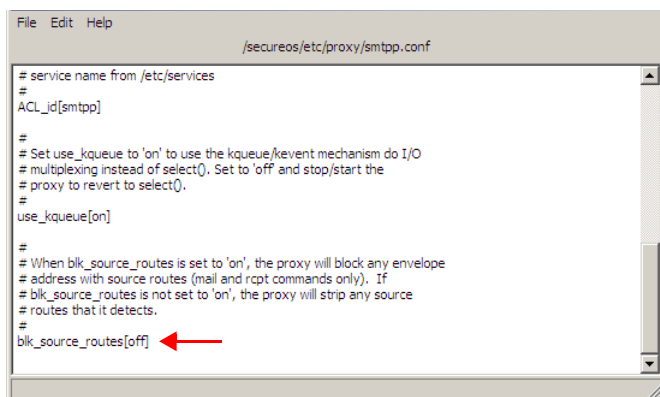 File Edit Help
/secureos/etc/proxy/smtpp.conf
# service name from /etc/services
#
ACL_id[smtpp]
#
# Set use_kqueue to 'on' to use the kqueue/kevent mechanism do I/O
# multiplexing instead of select(). Set to 'off' and stop/start the
# proxy to revert to select().
#
use_kqueue[on]
#
# When blk_source_routes is set to 'on', the proxy will block any envelope
# address with source routes (mail and rcpt commands only). If
# blk_source_routes is not set to 'on', the proxy will strip any source
# routes that it detects.
#
blk_source_routes[off]